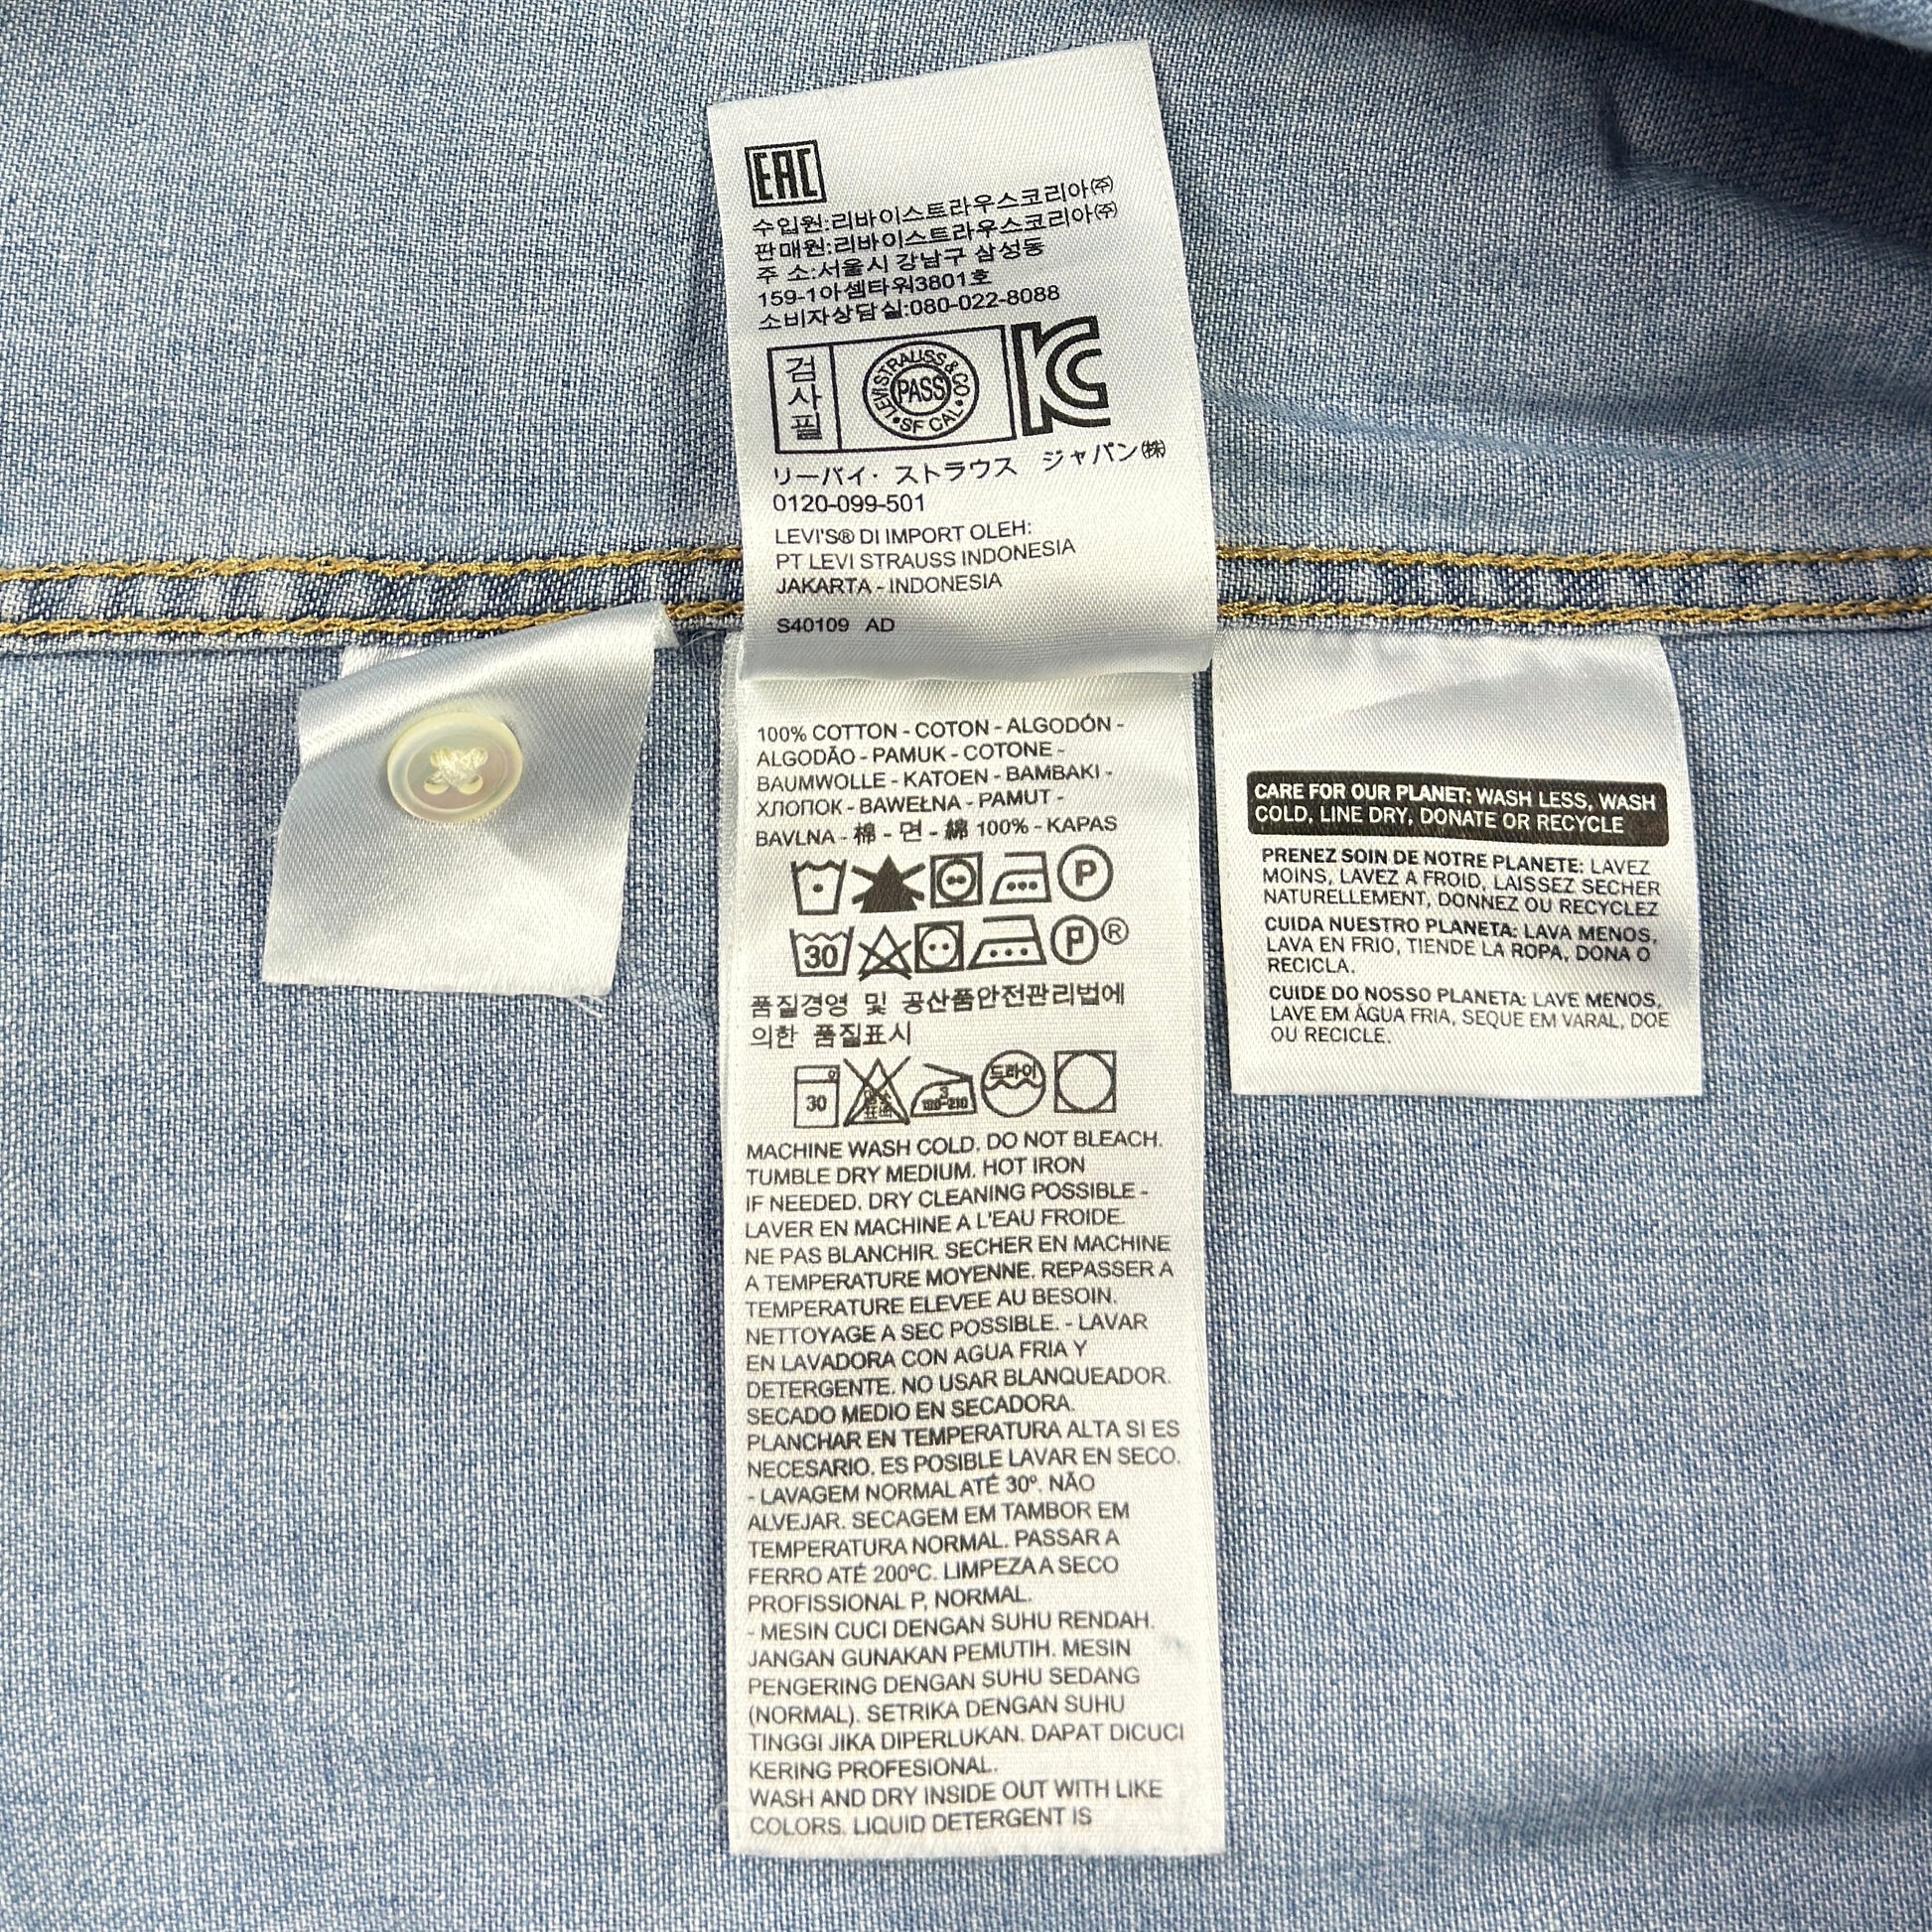 EAC
수입원:리바이스트라우스코리아㈜
판매원:리바이스트라우스코리아㈜
주 소:서울시 강남구 삼성동
159-1아셈타워3801호
소비자상담실:080-022-8088
검사필
LEVI STRAUSS & CO
PASS
•SF CAL•
KC
リーバイ・ストラウス ジャパン㈱
0120-099-501
LEVI'S® DI IMPORT OLEH:
PT LEVI STRAUSS INDONESIA
JAKARTA - INDONESIA
S40109 AD
100% COTTON - COTON - ALGODÓN -
ALGODÃO - PAMUK - COTONE -
BAUMWOLLE - KATOEN - BAMBAKI -
ХЛОПОК - BAWEŁNA - PAMUT -
BAVLNA - 棉 - 면 - 綿 100% - KAPAS
P
30 P®
품질경영 및 공산품안전관리법에
의한 품질표시
30 3 드라이
MACHINE WASH COLD. DO NOT BLEACH.
TUMBLE DRY MEDIUM. HOT IRON
IF NEEDED. DRY CLEANING POSSIBLE -
LAVER EN MACHINE A L'EAU FROIDE.
NE PAS BLANCHIR. SECHER EN MACHINE
A TEMPERATURE MOYENNE. REPASSER A
TEMPERATURE ELEVEE AU BESOIN.
NETTOYAGE A SEC POSSIBLE. - LAVAR
EN LAVADORA CON AGUA FRIA Y
DETERGENTE. NO USAR BLANQUEADOR.
SECADO MEDIO EN SECADORA.
PLANCHAR EN TEMPERATURA ALTA SI ES
NECESARIO. ES POSIBLE LAVAR EN SECO.
- LAVAGEM NORMAL ATÉ 30º. NÃO
ALVEJAR. SECAGEM EM TAMBOR EM
TEMPERATURA NORMAL. PASSAR A
FERRO ATÉ 200ºC. LIMPEZA A SECO
PROFISSIONAL P, NORMAL.
- MESIN CUCI DENGAN SUHU RENDAH.
JANGAN GUNAKAN PEMUTIH. MESIN
PENGERING DENGAN SUHU SEDANG
(NORMAL). SETRIKA DENGAN SUHU
TINGGI JIKA DIPERLUKAN. DAPAT DICUCI
KERING PROFESIONAL.
WASH AND DRY INSIDE OUT WITH LIKE
COLORS. LIQUID DETERGENT IS
CARE FOR OUR PLANET: WASH LESS, WASH
COLD, LINE DRY, DONATE OR RECYCLE
PRENEZ SOIN DE NOTRE PLANETE: LAVEZ
MOINS, LAVEZ A FROID, LAISSEZ SECHER
NATURELLEMENT, DONNEZ OU RECYCLEZ
CUIDA NUESTRO PLANETA: LAVA MENOS,
LAVA EN FRIO, TIENDE LA ROPA, DONA O
RECICLA.
CUIDE DO NOSSO PLANETA: LAVE MENOS,
LAVE EM ÁGUA FRIA, SEQUE EM VARAL, DOE
OU RECICLE.